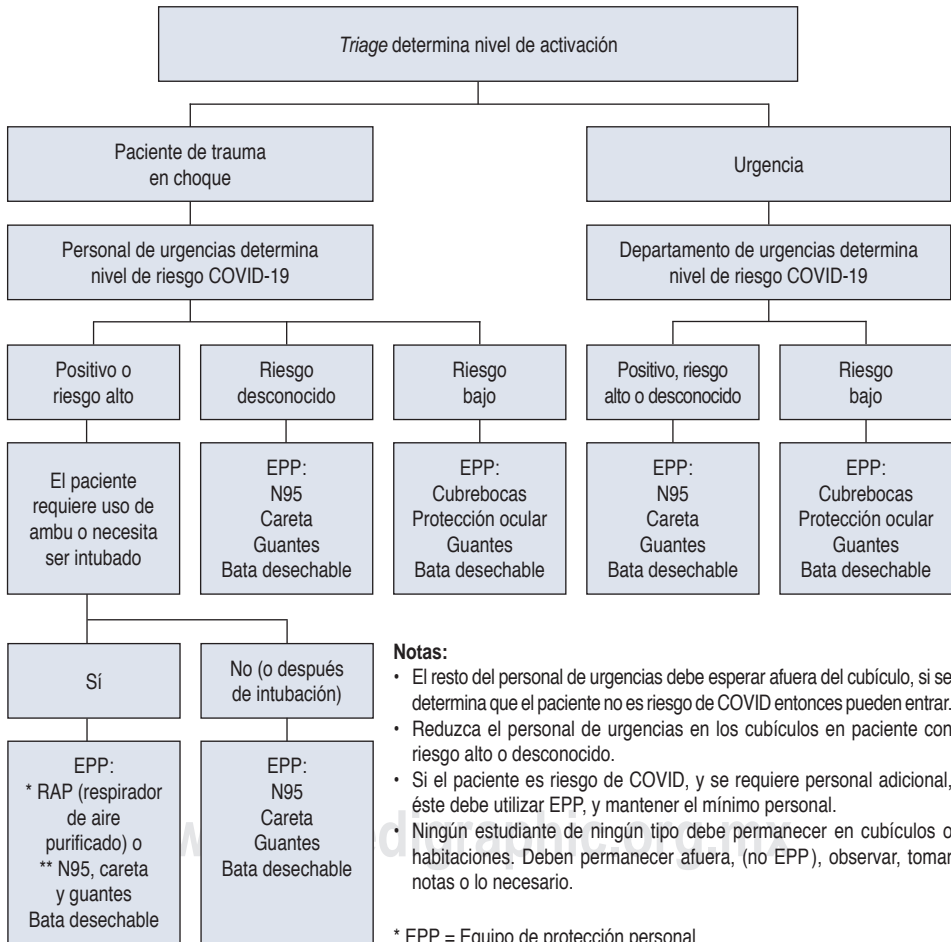 Triage determina nivel de activación
Paciente de trauma
en choque
Urgencia
Personal de urgencias determina
nivel de riesgo COVID-19
Departamento de urgencias determina
nivel de riesgo COVID-19
Positivo o
riesgo alto
Riesgo
desconocido
Riesgo
bajo
Positivo, riesgo
alto o desconocido
Riesgo
bajo
El paciente
requiere uso de
ambu o necesita
ser intubado
EPP:
N95
Careta
Guantes
Bata desechable
EPP:
Cubrebocas
Protección ocular
Guantes
Bata desechable
EPP:
N95
Careta
Guantes
Bata desechable
EPP:
Cubrebocas
Protección ocular
Guantes
Bata desechable
Sí
No (o después
de intubación)
EPP:
* RAP (respirador
de aire
purificado) o
** N95, careta
y guantes
Bata desechable
EPP:
N95
Careta
Guantes
Bata desechable
Notas:
• El resto del personal de urgencias debe esperar afuera del cubículo, si se
determina que el paciente no es riesgo de COVID entonces pueden entrar.
• Reduzca el personal de urgencias en los cubículos en paciente con
riesgo alto o desconocido.
• Si el paciente es riesgo de COVID, y se requiere personal adicional,
éste debe utilizar EPP, y mantener el mínimo personal.
• Ningún estudiante de ningún tipo debe permanecer en cubículos o
habitaciones. Deben permanecer afuera, (no EPP), observar, tomar
notas o lo necesario.
* EPP = Equipo de protección personal